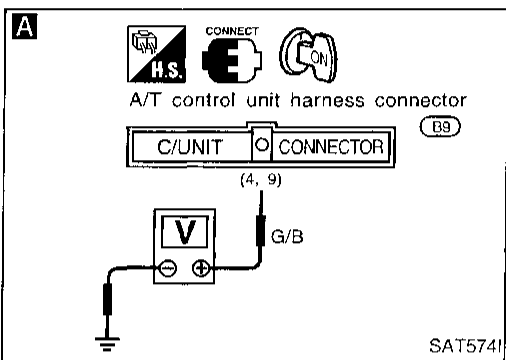 A
CONNECT
H.S.
ON
A/T control unit harness connector
B9
C/UNIT CONNECTOR
(4, 9)
V
G/B
SAT574I